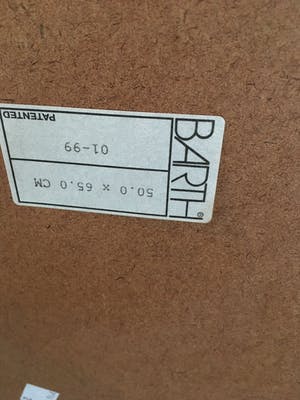 BARTH®
50.0 x 65.0 CM
01-99
PATENTED